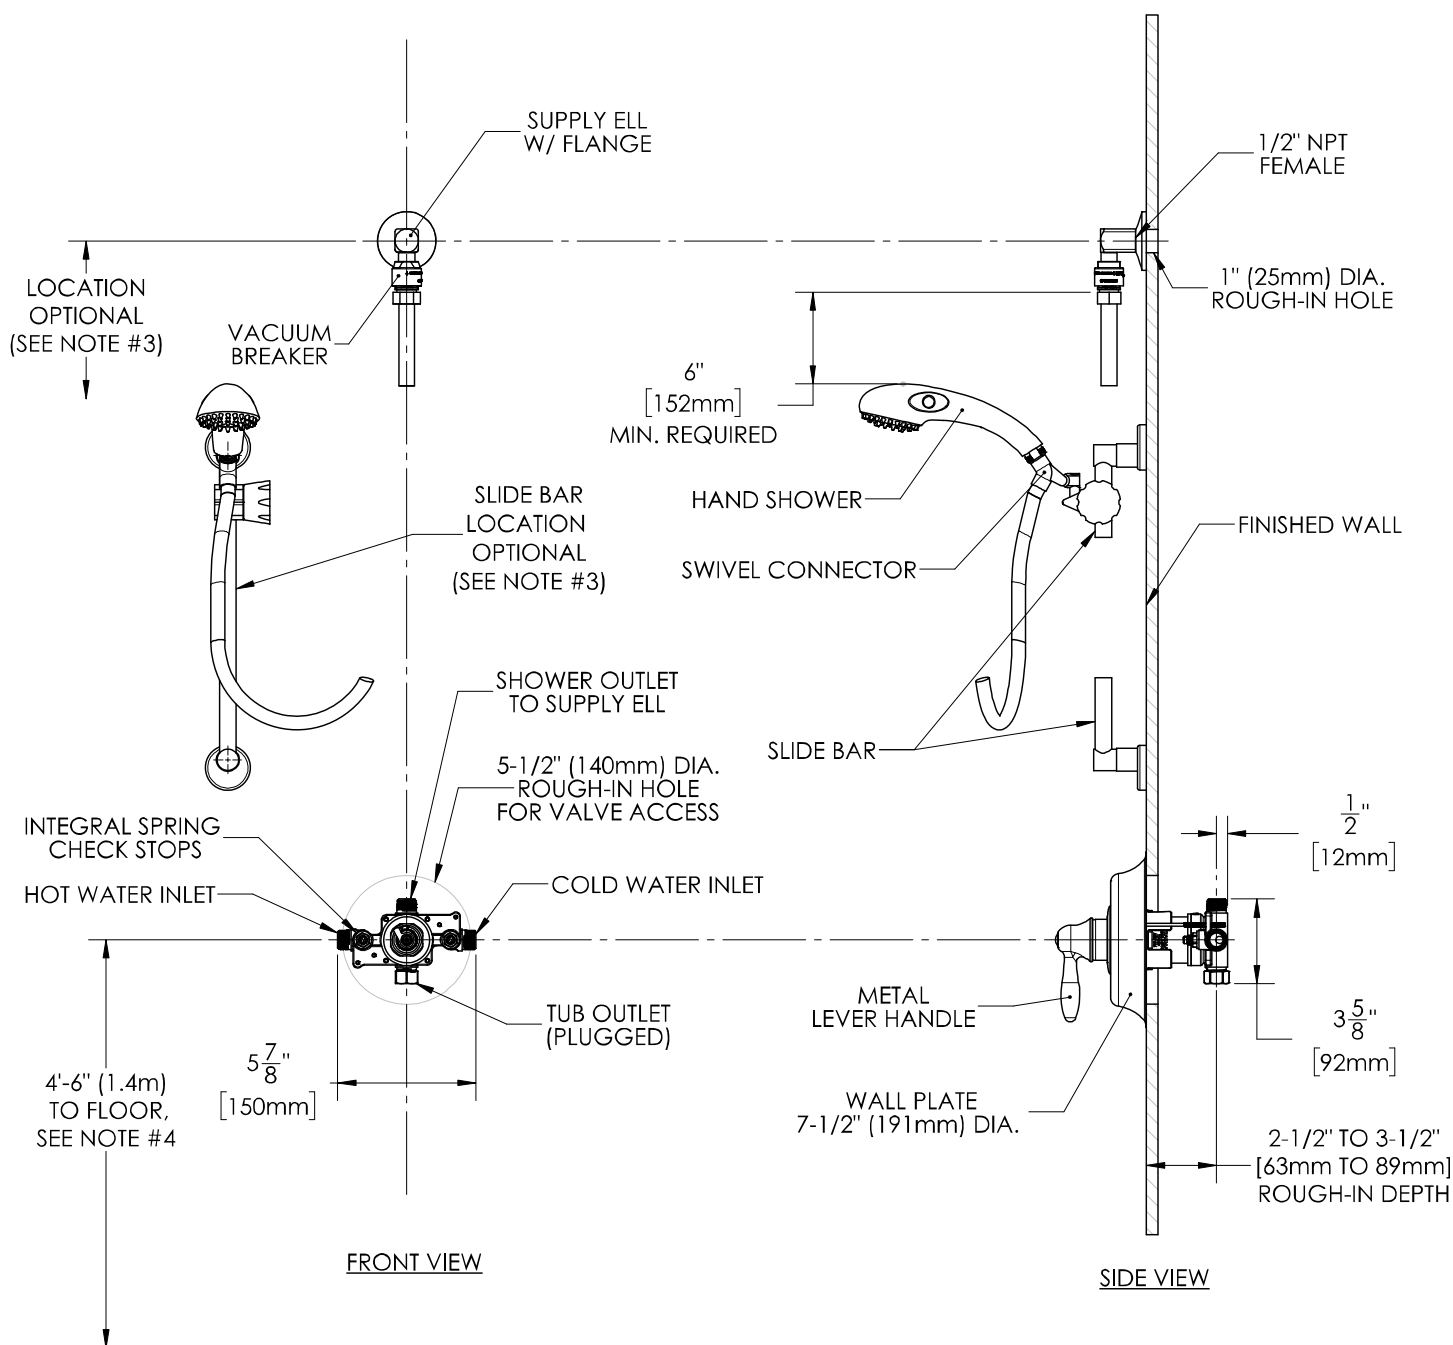 SUPPLY ELL
W/ FLANGE
1/2" NPT
FEMALE
LOCATION
OPTIONAL
(SEE NOTE #3)
VACUUM
BREAKER
1" (25mm) DIA.
ROUGH-IN HOLE
6"
[152mm]
MIN. REQUIRED
HAND SHOWER
SLIDE BAR
LOCATION
OPTIONAL
(SEE NOTE #3)
FINISHED WALL
SWIVEL CONNECTOR
SHOWER OUTLET
TO SUPPLY ELL
SLIDE BAR
5-1/2" (140mm) DIA.
ROUGH-IN HOLE
FOR VALVE ACCESS
INTEGRAL SPRING
CHECK STOPS
1/2"
[12mm]
HOT WATER INLET
COLD WATER INLET
METAL
LEVER HANDLE
TUB OUTLET
(PLUGGED)
3 5/8"
[92mm]
5 7/8"
[150mm]
4'-6" (1.4m)
TO FLOOR,
SEE NOTE #4
WALL PLATE
7-1/2" (191mm) DIA.
2-1/2" TO 3-1/2"
[63mm TO 89mm]
ROUGH-IN DEPTH
FRONT VIEW
SIDE VIEW